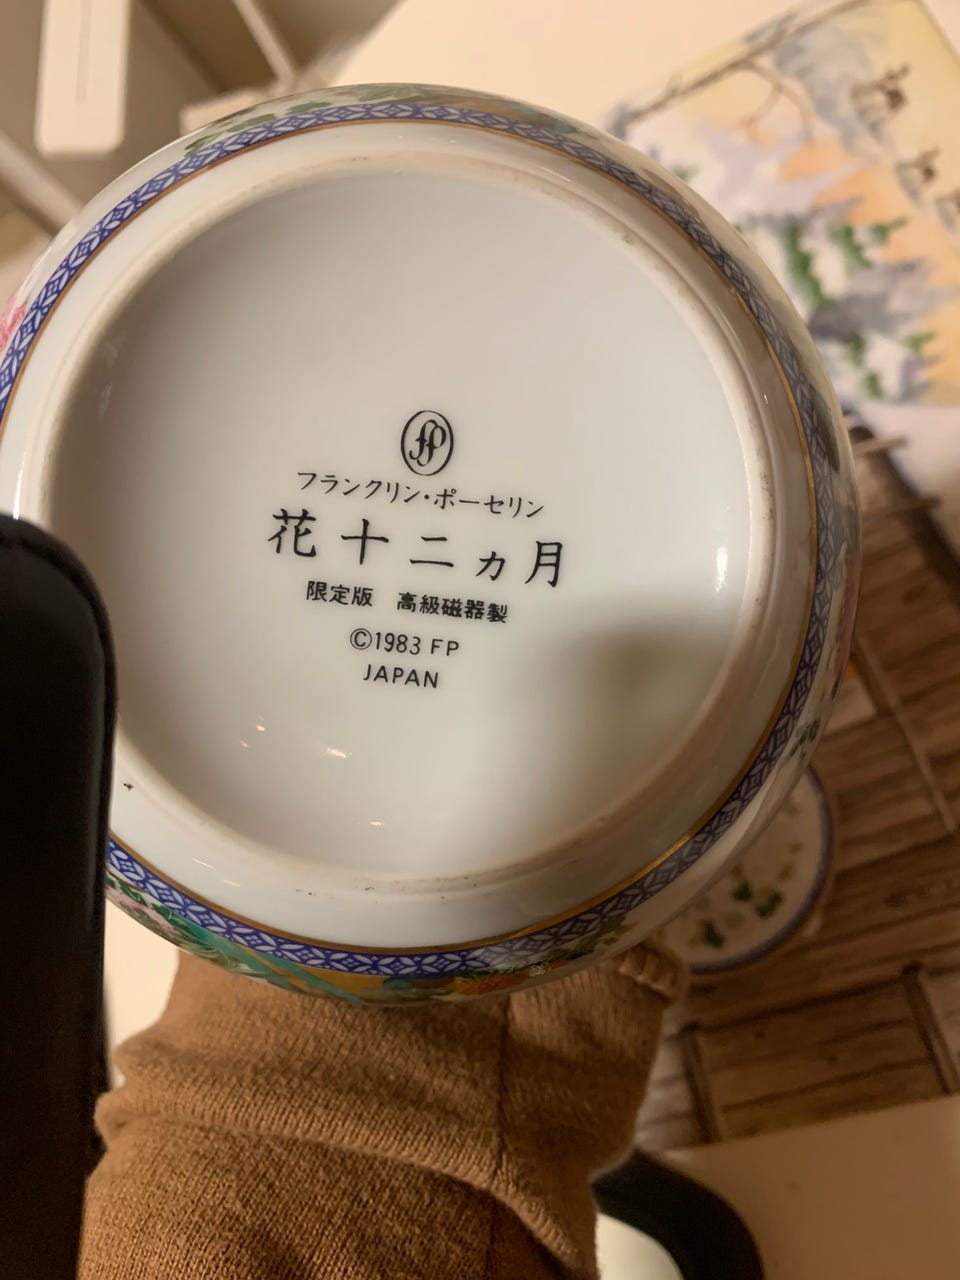 fp
フランクリン・ポーセリン
花十二ヵ月
限定版 高級磁器製
©1983 FP
JAPAN